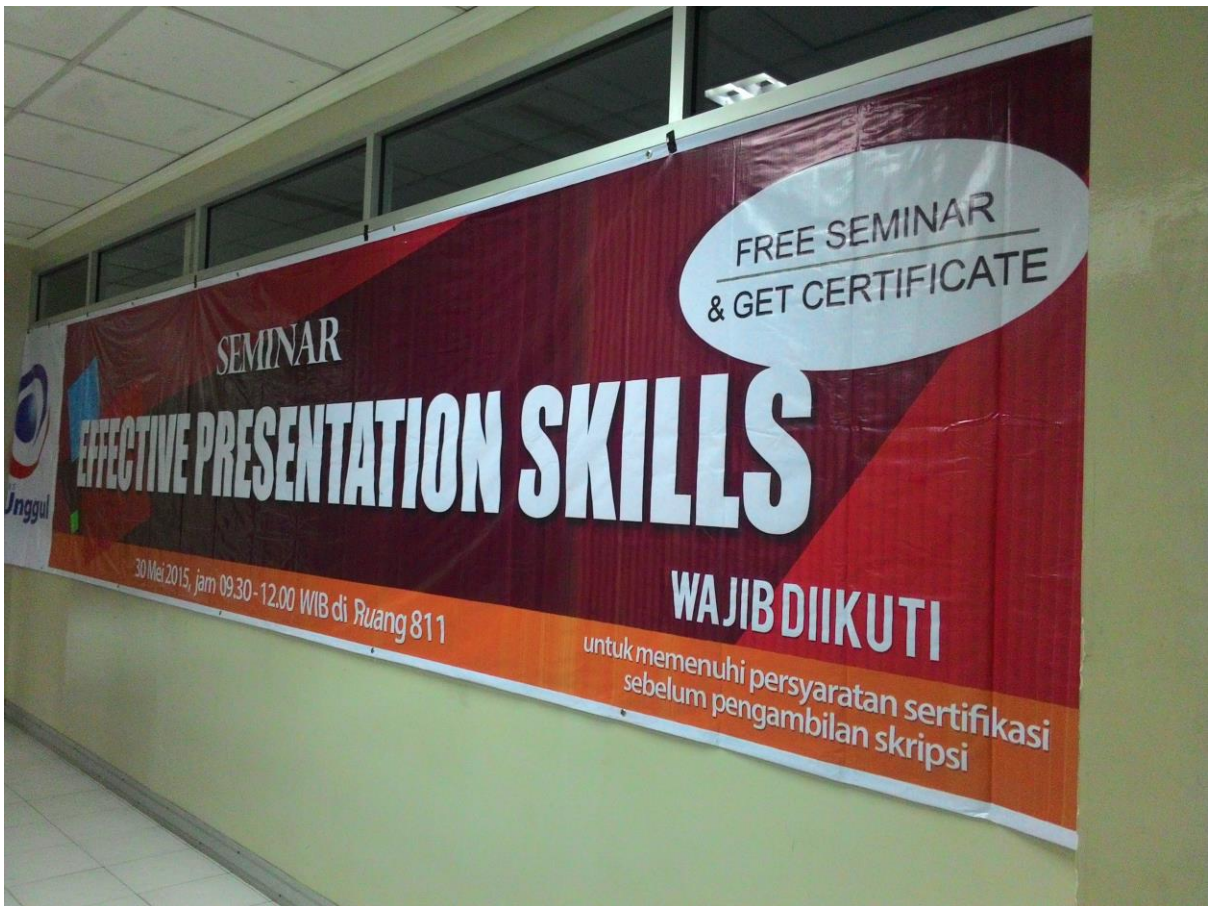 FREE SEMINAR
& GET CERTIFICATE
SEMINAR
EFFECTIVE PRESENTATION SKILLS
Unggul
30 Mei 2015, jam 09.30 - 12.00 WIB di Ruang 811
WAJIB DIIKUTI
untuk memenuhi persyaratan sertifikasi
sebelum pengambilan skripsi